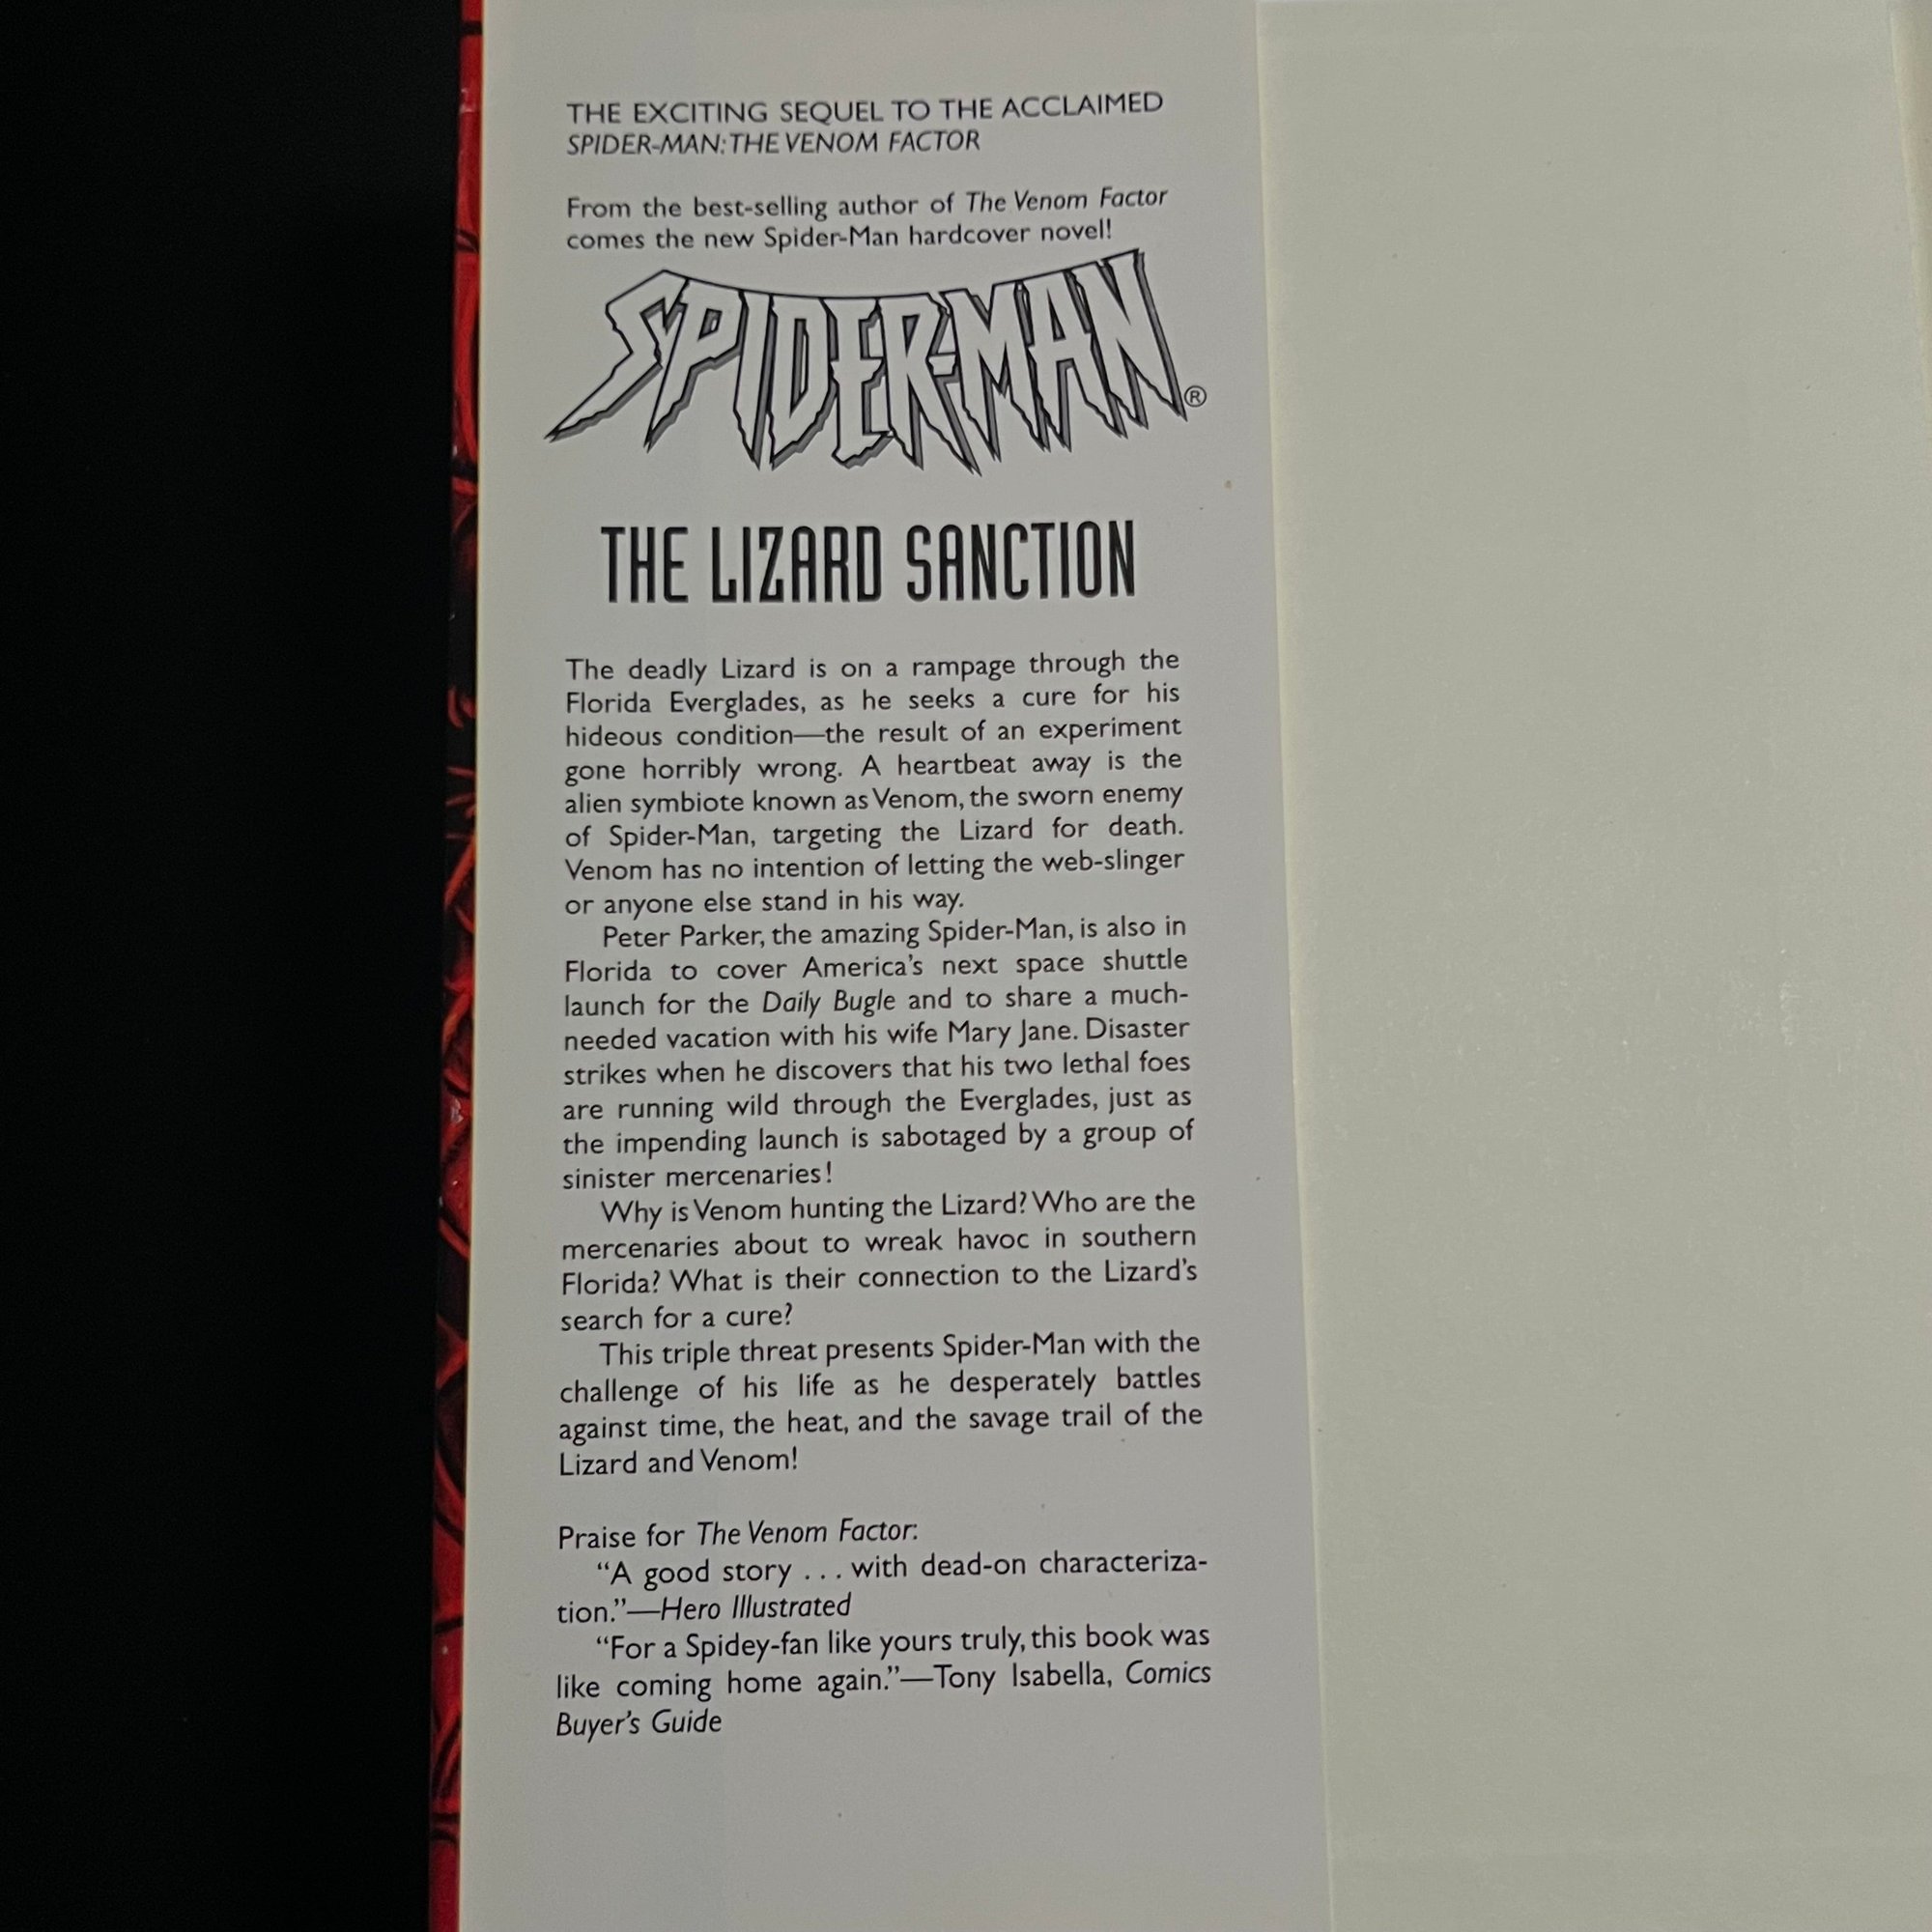 THE EXCITING SEQUEL TO THE ACCLAIMED
SPIDER-MAN: THE VENOM FACTOR
From the best-selling author of The Venom Factor
comes the new Spider-Man hardcover novel!
SPIDER-MAN®
THE LIZARD SANCTION
The deadly Lizard is on a rampage through the
Florida Everglades, as he seeks a cure for his
hideous condition—the result of an experiment
gone horribly wrong. A heartbeat away is the
alien symbiote known as Venom, the sworn enemy
of Spider-Man, targeting the Lizard for death.
Venom has no intention of letting the web-slinger
or anyone else stand in his way.
Peter Parker, the amazing Spider-Man, is also in
Florida to cover America's next space shuttle
launch for the Daily Bugle and to share a much-
needed vacation with his wife Mary Jane. Disaster
strikes when he discovers that his two lethal foes
are running wild through the Everglades, just as
the impending launch is sabotaged by a group of
sinister mercenaries!
Why is Venom hunting the Lizard? Who are the
mercenaries about to wreak havoc in southern
Florida? What is their connection to the Lizard's
search for a cure?
This triple threat presents Spider-Man with the
challenge of his life as he desperately battles
against time, the heat, and the savage trail of the
Lizard and Venom!
Praise for The Venom Factor:
“A good story . . . with dead-on characteriza-
tion.”—Hero Illustrated
“For a Spidey-fan like yours truly, this book was
like coming home again.”—Tony Isabella, Comics
Buyer's Guide